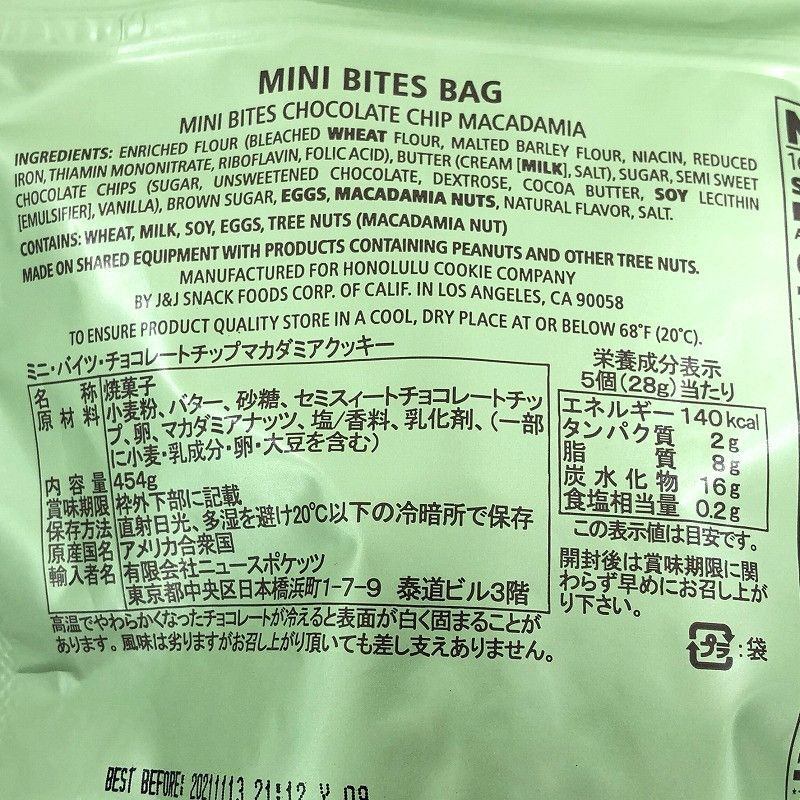 MINI BITES BAG
MINI BITES CHOCOLATE CHIP MACADAMIA
INGREDIENTS: ENRICHED FLOUR (BLEACHED WHEAT FLOUR, MALTED BARLEY FLOUR, NIACIN, REDUCED
IRON, THIAMIN MONONITRATE, RIBOFLAVIN, FOLIC ACID), BUTTER (CREAM [MILK], SALT), SUGAR, SEMI SWEET
CHOCOLATE CHIPS (SUGAR, UNSWEETENED CHOCOLATE, DEXTROSE, COCOA BUTTER, SOY LECITHIN
[EMULSIFIER], VANILLA), BROWN SUGAR, EGGS, MACADAMIA NUTS, NATURAL FLAVOR, SALT.
CONTAINS: WHEAT, MILK, SOY, EGGS, TREE NUTS (MACADAMIA NUT)
MADE ON SHARED EQUIPMENT WITH PRODUCTS CONTAINING PEANUTS AND OTHER TREE NUTS.
MANUFACTURED FOR HONOLULU COOKIE COMPANY
BY J&J SNACK FOODS CORP. OF CALIF. IN LOS ANGELES, CA 90058
TO ENSURE PRODUCT QUALITY STORE IN A COOL, DRY PLACE AT OR BELOW 68°F (20°C).
ミニ・バイツ・チョコレートチップマカダミアクッキー
名称 焼菓子
原材料 小麦粉、バター、砂糖、セミスィートチョコレートチッ
プ、卵、マカダミアナッツ、塩/香料、乳化剤、(一部
に小麦・乳成分・卵・大豆を含む)
内容量 454g
賞味期限 枠外下部に記載
保存方法 直射日光、多湿を避け20℃以下の冷暗所で保存
原産国名 アメリカ合衆国
輸入者名 有限会社ニュースポケッツ
東京都中央区日本橋浜町1-7-9 泰道ビル3階
高温でやわらかくなったチョコレートが冷えると表面が白く固まることが
あります。風味は劣りますがお召し上がり頂いても差し支えありません。
栄養成分表示
5個(28g)当たり
エネルギー 140kcal
タンパク質 2g
脂質 8g
炭水化物 16g
食塩相当量 0.2g
この表示値は目安です。
開封後は賞味期限に関
わらず早めにお召し上が
り下さい。
プラ:袋
BEST BEFORE: 20211113 21:12 Y 09